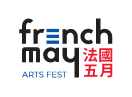 french
may 法國
ARTS FEST 五月